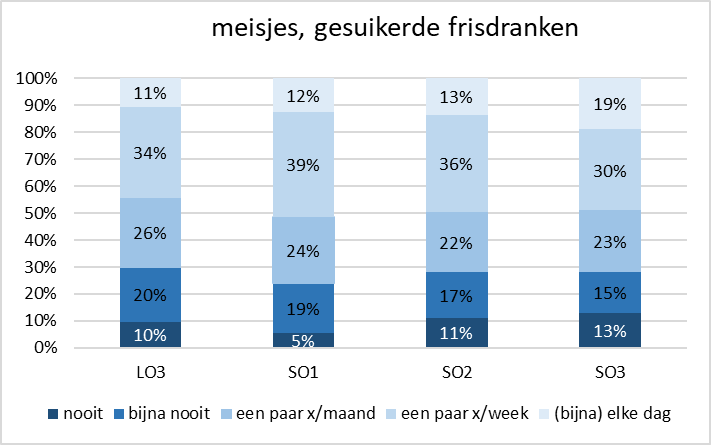 meisjes, gesuikerde frisdranken
100%
90%
80%
70%
60%
50%
40%
30%
20%
10%
0%
11% 12% 13% 19%
34% 39% 36% 30%
26% 24% 22% 23%
20% 19% 17% 15%
10% 5% 11% 13%
LO3 SO1 SO2 SO3
nooit bijna nooit een paar x/maand een paar x/week (bijna) elke dag